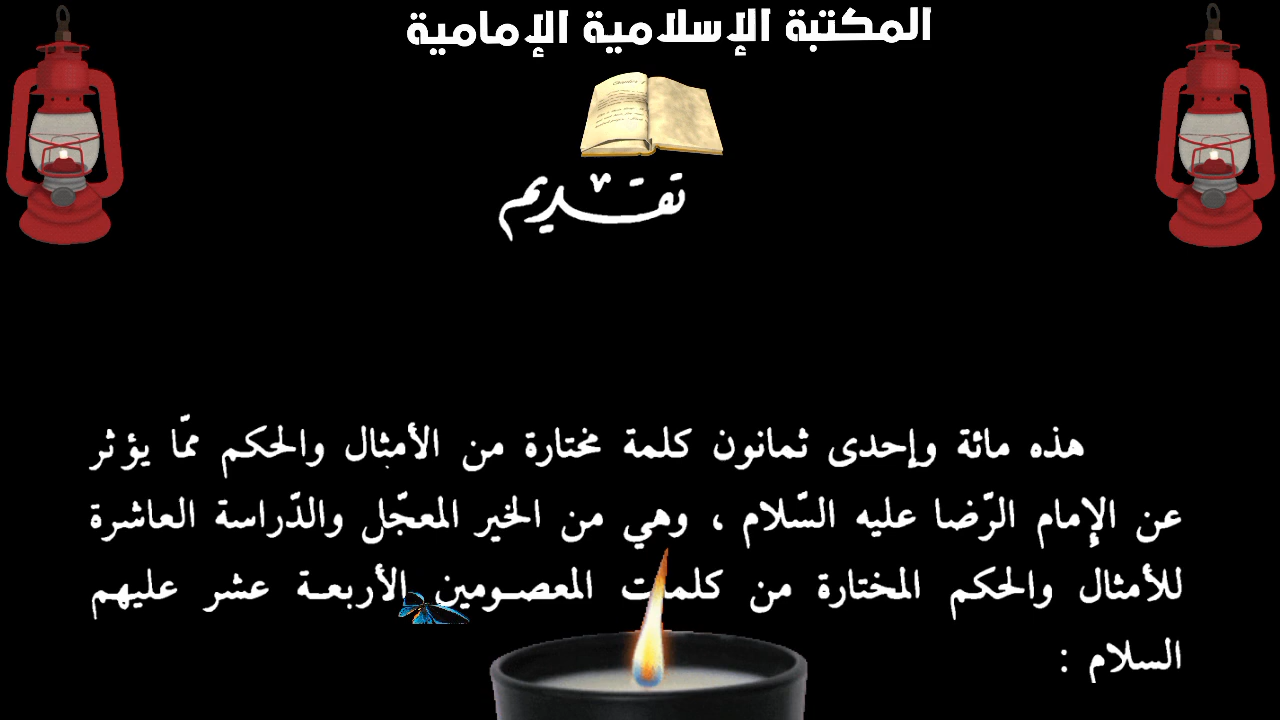 المكتبة الإسلامية الإمامية
تقديم
هذه مائة وإحدى ثمانون كلمة مختارة من الأمثال والحكم ممّا يؤثر
عن الإمام الرّضا عليه السّلام ، وهي من الخير المعجّل والدّراسة العاشرة
للأمثال والحكم المختارة من كلمات المعصومين الأربعة عشر عليهم
السلام :